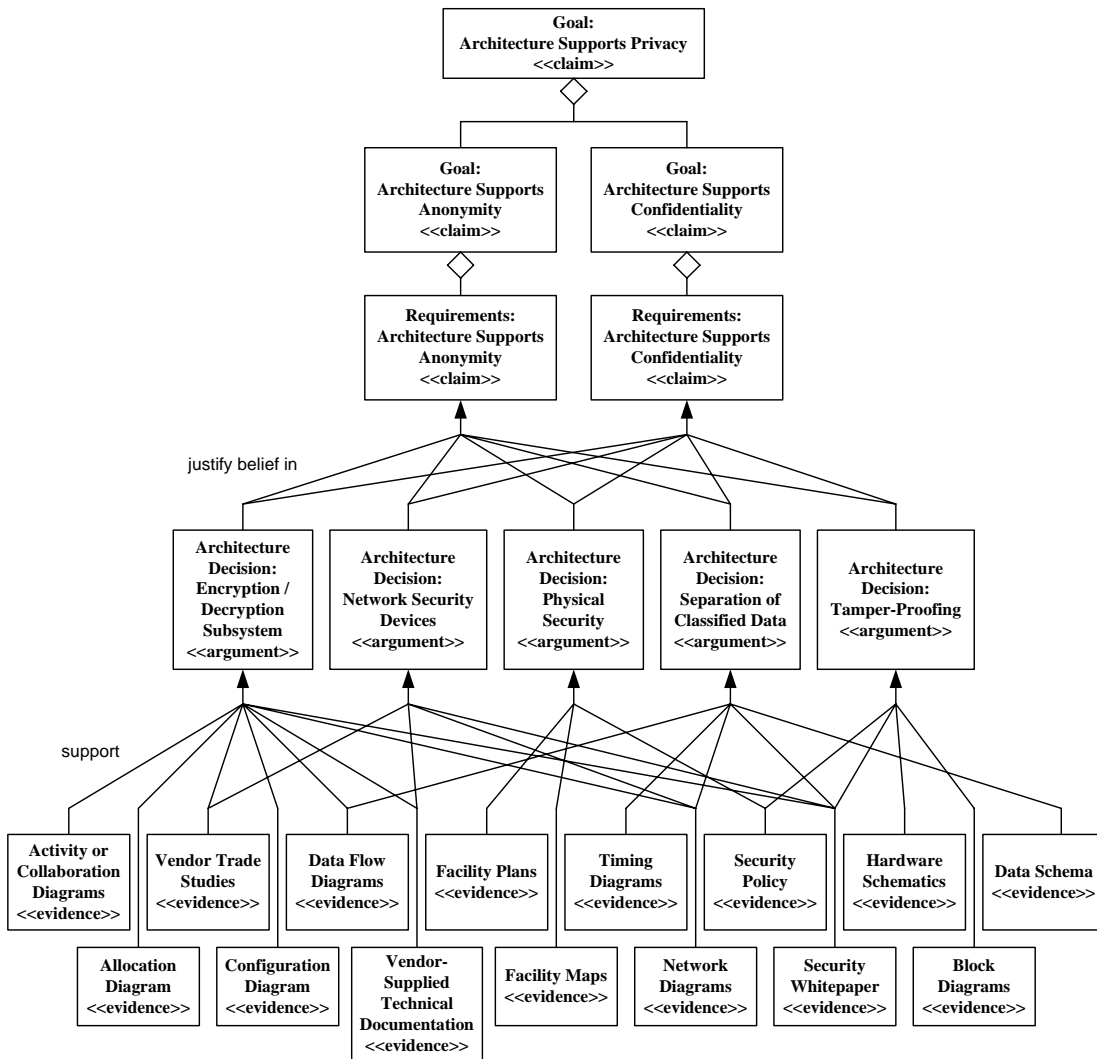 Goal:
Architecture Supports Privacy
<<claim>>
Goal:
Architecture Supports
Anonymity
<<claim>>
Goal:
Architecture Supports
Confidentiality
<<claim>>
Requirements:
Architecture Supports
Anonymity
<<claim>>
Requirements:
Architecture Supports
Confidentiality
<<claim>>
justify belief in
Architecture
Decision:
Encryption /
Decryption
Subsystem
<<argument>>
Architecture
Decision:
Network Security
Devices
<<argument>>
Architecture
Decision:
Physical
Security
<<argument>>
Architecture
Decision:
Separation of
Classified Data
<<argument>>
Architecture
Decision:
Tamper-Proofing
<<argument>>
support
Activity or
Collaboration
Diagrams
<<evidence>>
Vendor Trade
Studies
<<evidence>>
Data Flow
Diagrams
<<evidence>>
Facility Plans
<<evidence>>
Timing
Diagrams
<<evidence>>
Security
Policy
<<evidence>>
Hardware
Schematics
<<evidence>>
Data Schema
<<evidence>>
Allocation
Diagram
<<evidence>>
Configuration
Diagram
<<evidence>>
Vendor-
Supplied
Technical
Documentation
<<evidence>>
Facility Maps
<<evidence>>
Network
Diagrams
<<evidence>>
Security
Whitepaper
<<evidence>>
Block
Diagrams
<<evidence>>